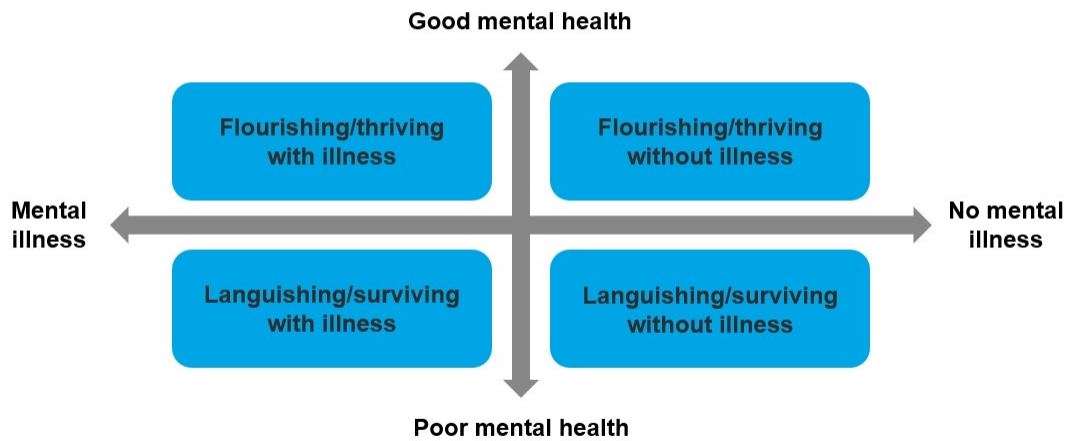 Good mental health
Flourishing/thriving
with illness
Flourishing/thriving
without illness
Mental
illness
No mental
illness
Languishing/surviving
with illness
Languishing/surviving
without illness
Poor mental health